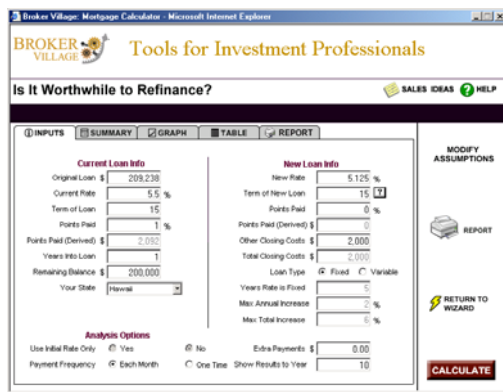 Broker Village: Mortgage Calculator - Microsoft Internet Explorer
BROKER VILLAGE
Tools for Investment Professionals
Is It Worthwhile to Refinance?
SALES IDEAS
HELP
INPUTS
SUMMARY
GRAPH
TABLE
REPORT
Current Loan Info
Original Loan $ 209,238
Current Rate 5.5 %
Term of Loan 15
Points Paid 1 %
Points Paid (Derived) $ 2,092
Years Into Loan 1
Remaining Balance $ 200,000
Your State Hawaii
New Loan Info
New Rate 5.125 %
Term of New Loan 15 ?
Points Paid 0 %
Points Paid (Derived) $ 0
Other Closing Costs $ 2,000
Total Closing Costs $ 2,000
Loan Type Fixed Variable
Years Rate is Fixed 5
Max Annual Increase 2 %
Max Total Increase 6 %
Analysis Options
Use Initial Rate Only Yes No
Extra Payments $ 0.00
Payment Frequency Each Month One Time
Show Results to Year 10
MODIFY
ASSUMPTIONS
REPORT
RETURN TO
WIZARD
CALCULATE